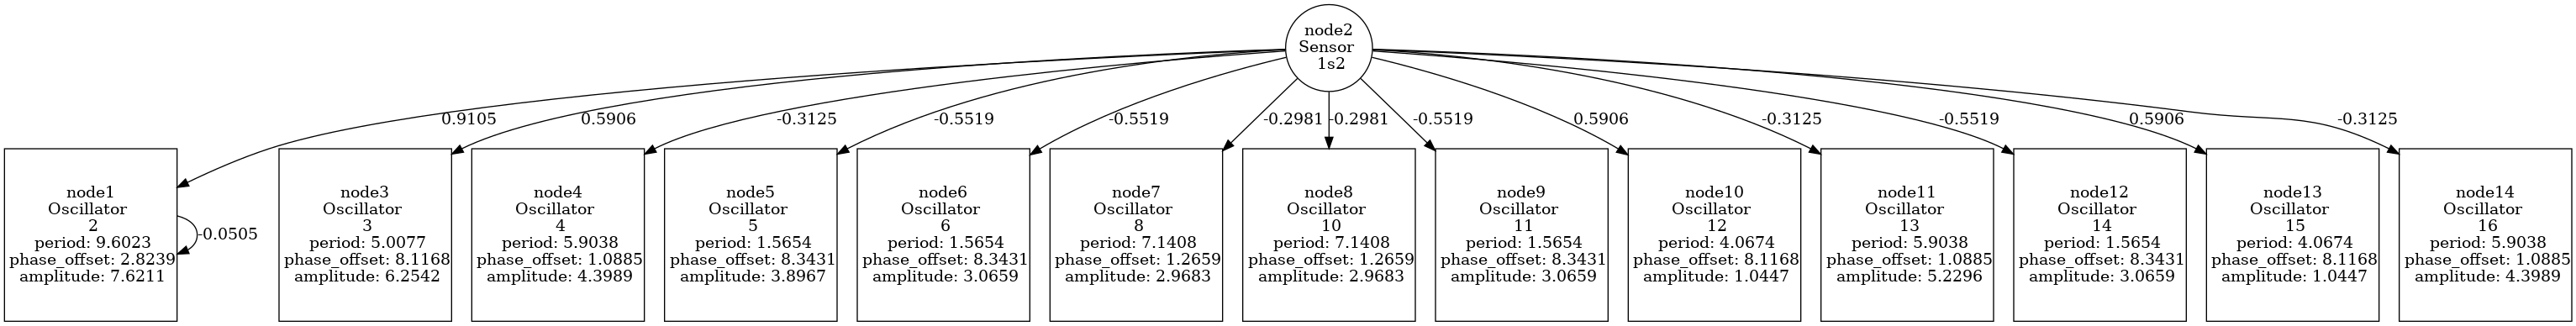 node2
Sensor
1s2
0.9105
0.5906
-0.3125
-0.5519
-0.5519
-0.2981
-0.2981
-0.5519
0.5906
-0.3125
-0.5519
0.5906
-0.3125
node1
Oscillator
2
period: 9.6023
phase_offset: 2.8239
amplitude: 7.6211
-0.0505
node3
Oscillator
3
period: 5.0077
phase_offset: 8.1168
amplitude: 6.2542
node4
Oscillator
4
period: 5.9038
phase_offset: 1.0885
amplitude: 4.3989
node5
Oscillator
5
period: 1.5654
phase_offset: 8.3431
amplitude: 3.8967
node6
Oscillator
6
period: 1.5654
phase_offset: 8.3431
amplitude: 3.0659
node7
Oscillator
8
period: 7.1408
phase_offset: 1.2659
amplitude: 2.9683
node8
Oscillator
10
period: 7.1408
phase_offset: 1.2659
amplitude: 2.9683
node9
Oscillator
11
period: 1.5654
phase_offset: 8.3431
amplitude: 3.0659
node10
Oscillator
12
period: 4.0674
phase_offset: 8.1168
amplitude: 1.0447
node11
Oscillator
13
period: 5.9038
phase_offset: 1.0885
amplitude: 5.2296
node12
Oscillator
14
period: 1.5654
phase_offset: 8.3431
amplitude: 3.0659
node13
Oscillator
15
period: 4.0674
phase_offset: 8.1168
amplitude: 1.0447
node14
Oscillator
16
period: 5.9038
phase_offset: 1.0885
amplitude: 4.3989